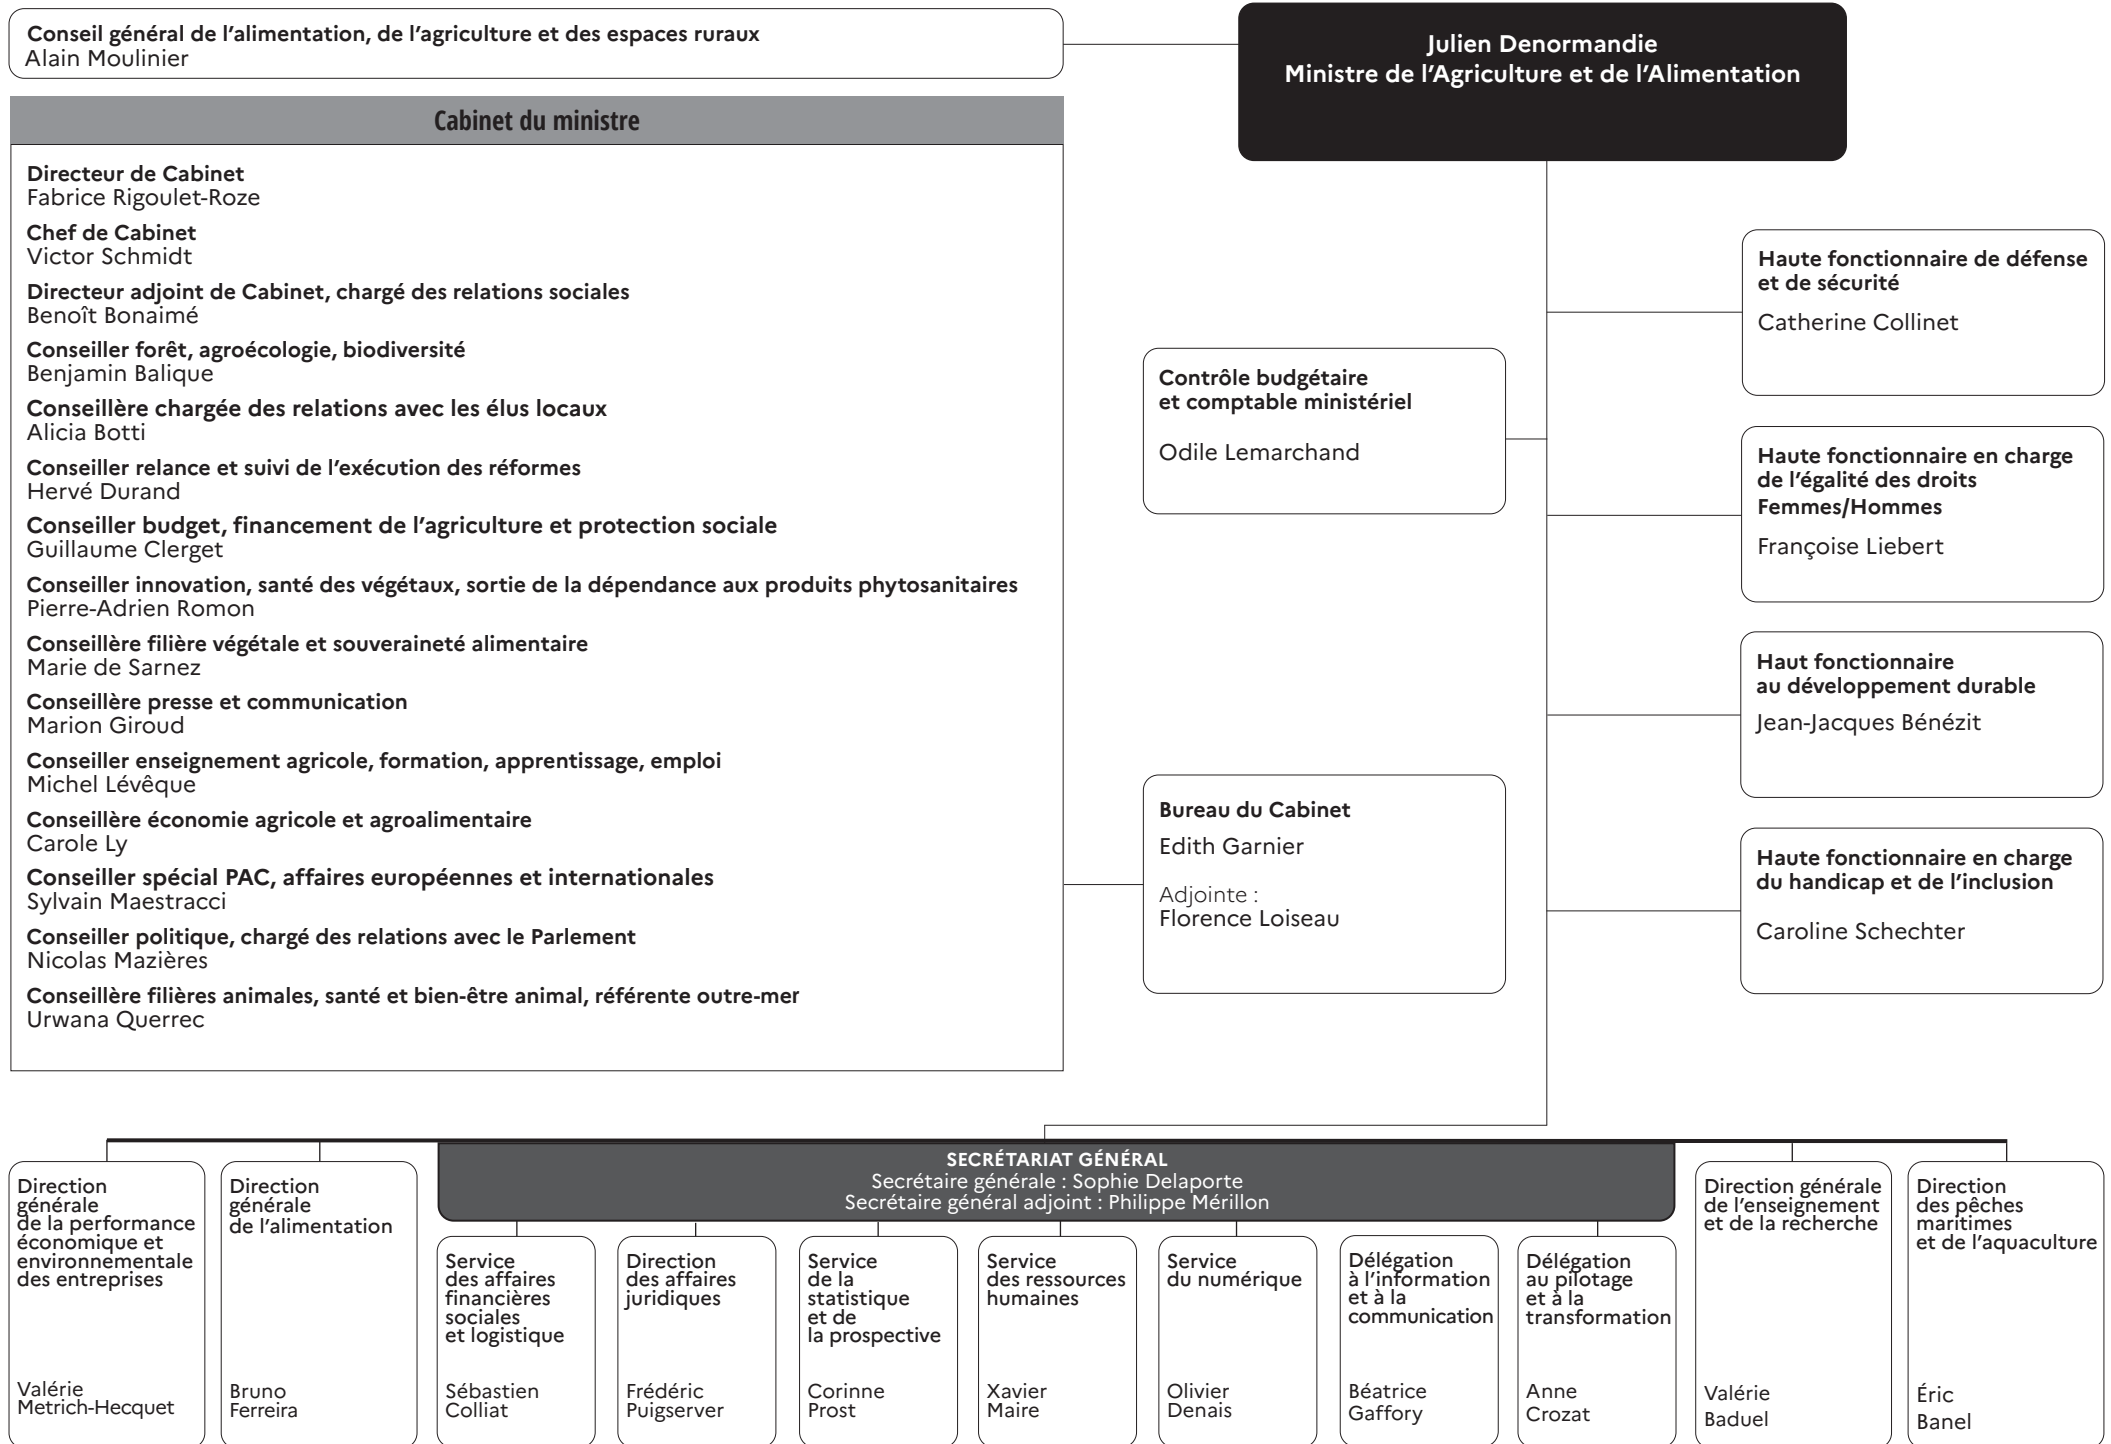 Conseil général de l'alimentation, de l'agriculture et des espaces ruraux
Alain Moulinier
Julien Denormandie
Ministre de l'Agriculture et de l'Alimentation
Cabinet du ministre
Directeur de Cabinet
Fabrice Rigoulet-Roze
Chef de Cabinet
Victor Schmidt
Directeur adjoint de Cabinet, chargé des relations sociales
Benoît Bonaimé
Conseiller forêt, agroécologie, biodiversité
Benjamin Balique
Conseillère chargée des relations avec les élus locaux
Alicia Botti
Conseiller relance et suivi de l'exécution des réformes
Hervé Durand
Conseiller budget, financement de l'agriculture et protection sociale
Guillaume Clerget
Conseiller innovation, santé des végétaux, sortie de la dépendance aux produits phytosanitaires
Pierre-Adrien Romon
Conseillère filière végétale et souveraineté alimentaire
Marie de Sarnez
Conseillère presse et communication
Marion Giroud
Conseiller enseignement agricole, formation, apprentissage, emploi
Michel Lévêque
Conseillère économie agricole et agroalimentaire
Carole Ly
Conseiller spécial PAC, affaires européennes et internationales
Sylvain Maestracci
Conseiller politique, chargé des relations avec le Parlement
Nicolas Mazières
Conseillère filières animales, santé et bien-être animal, référente outre-mer
Urwana Querrec
Contrôle budgétaire
et comptable ministériel
Odile Lemarchand
Bureau du Cabinet
Edith Garnier
Adjointe :
Florence Loiseau
Haute fonctionnaire de défense
et de sécurité
Catherine Collinet
Haute fonctionnaire en charge
de l'égalité des droits
Femmes/Hommes
Françoise Liebert
Haut fonctionnaire
au développement durable
Jean-Jacques Bénézit
Haute fonctionnaire en charge
du handicap et de l'inclusion
Caroline Schechter
Direction
générale
de la performance
économique et
environnementale
des entreprises
Valérie
Metrich-Hecquet
Direction
générale
de l'alimentation
Bruno
Ferreira
SECRÉTARIAT GÉNÉRAL
Secrétaire générale : Sophie Delaporte
Secrétaire général adjoint : Philippe Mérillon
Service
des affaires
financières
sociales
et logistique
Sébastien
Colliat
Direction
des affaires
juridiques
Frédéric
Puigserver
Service
de la
statistique
et de
la prospective
Corinne
Prost
Service
des ressources
humaines
Xavier
Maire
Service
du numérique
Olivier
Denais
Délégation
à l'information
et à la
communication
Béatrice
Gaffory
Délégation
au pilotage
et à la
transformation
Anne
Crozat
Direction générale
de l'enseignement
et de la recherche
Valérie
Baduel
Direction
des pêches
maritimes
et de l'aquaculture
Éric
Banel